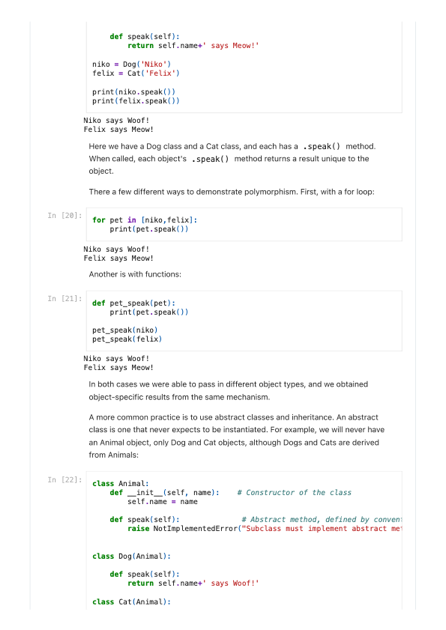 def speak(self):
return self.name+' says Meow!'
niko = Dog('Niko')
felix = Cat('Felix')
print(niko.speak())
print(felix.speak())
Niko says Woof!
Felix says Meow!
Here we have a Dog class and a Cat class, and each has a .speak() method.
When called, each object's .speak() method returns a result unique to the
object.
There a few different ways to demonstrate polymorphism. First, with a for loop:
In [20]:
for pet in [niko,felix]:
print(pet.speak())
Niko says Woof!
Felix says Meow!
Another is with functions:
In [21]:
def pet_speak(pet):
print(pet.speak())
pet_speak(niko)
pet_speak(felix)
Niko says Woof!
Felix says Meow!
In both cases we were able to pass in different object types, and we obtained
object-specific results from the same mechanism.
A more common practice is to use abstract classes and inheritance. An abstract
class is one that never expects to be instantiated. For example, we will never have
an Animal object, only Dog and Cat objects, although Dogs and Cats are derived
from Animals:
In [22]:
class Animal:
def __init__(self, name):    # Constructor of the class
self.name = name
def speak(self):              # Abstract method, defined by convent
raise NotImplementedError("Subclass must implement abstract met
class Dog(Animal):
def speak(self):
return self.name+' says Woof!'
class Cat(Animal):